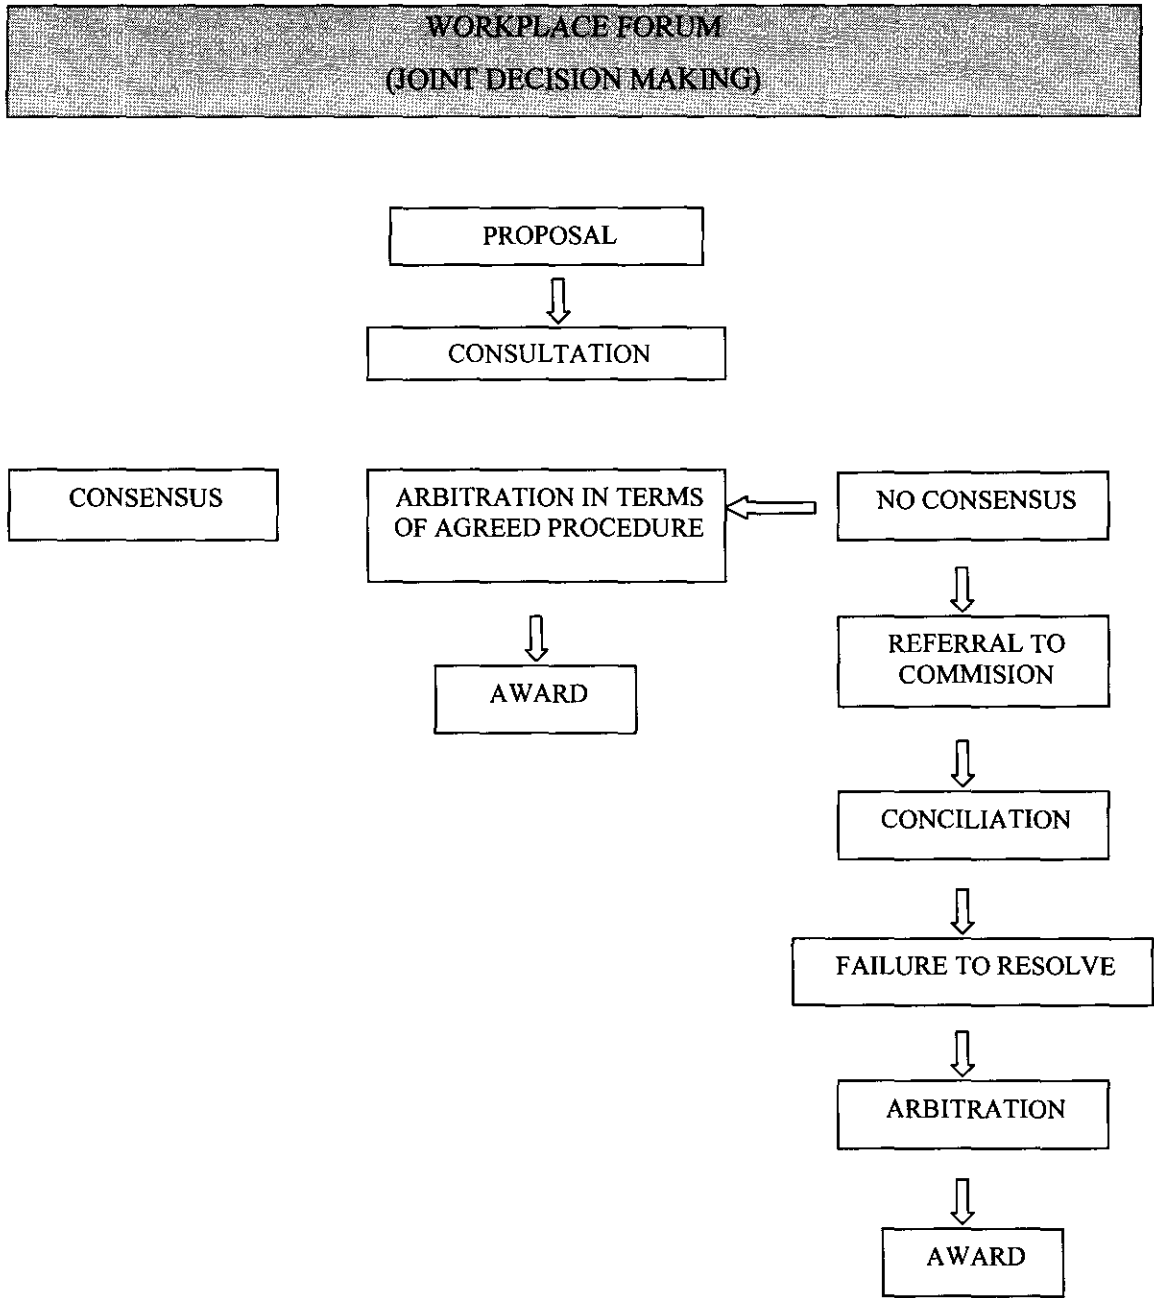 WORKPLACE FORUM
(JOINT DECISION MAKING)
PROPOSAL
CONSULTATION
CONSENSUS
ARBITRATION IN TERMS
OF AGREED PROCEDURE
NO CONSENSUS
REFERRAL TO
COMMISION
AWARD
CONCILIATION
FAILURE TO RESOLVE
ARBITRATION
AWARD